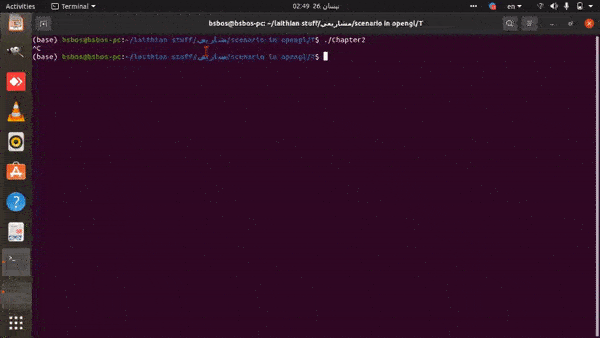 Activities Terminal 02:49 26 نيسان en
bsbos@bsbos-pc: ~/laithian stuff/مشاريعي/scenario in opengl/T
(base) bsbos@bsbos-pc:~/laithian stuff/مشاريعي/scenario in opengl/T$ ./Chapter2
^C
(base) bsbos@bsbos-pc:~/laithian stuff/مشاريعي/scenario in opengl/T$